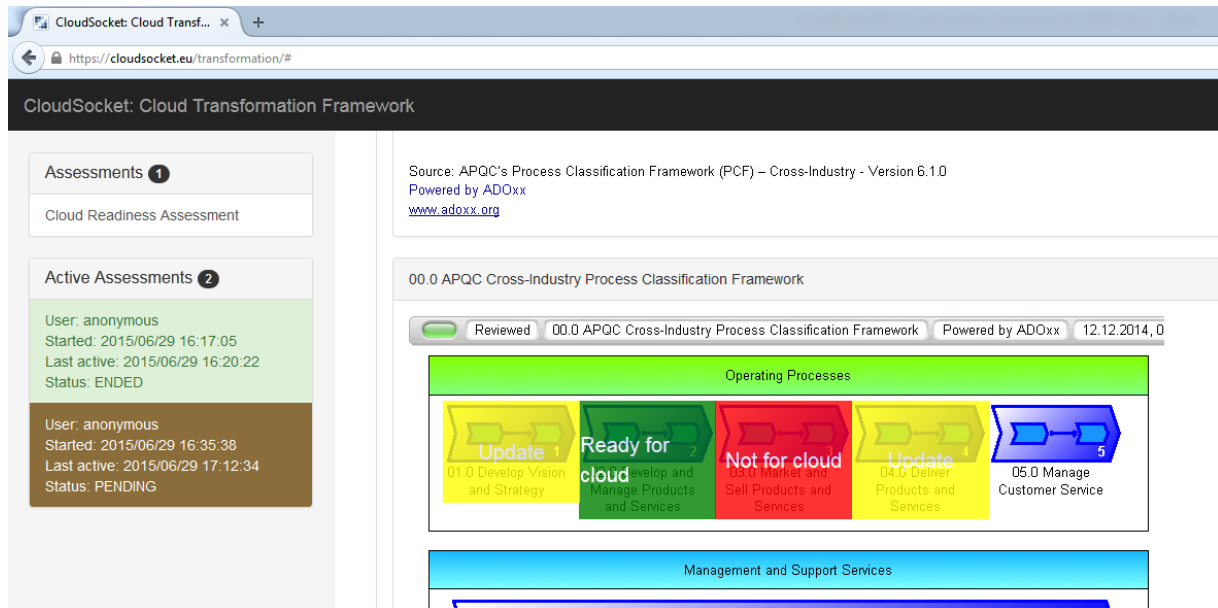 CloudSocket: Cloud Transf...
https://cloudsocket.eu/transformation/#
CloudSocket: Cloud Transformation Framework
Assessments 1
Cloud Readiness Assessment
Active Assessments 2
User: anonymous
Started: 2015/06/29 16:17:05
Last active: 2015/06/29 16:20:22
Status: ENDED
User: anonymous
Started: 2015/06/29 16:35:38
Last active: 2015/06/29 17:12:34
Status: PENDING
Source: APQC's Process Classification Framework (PCF) – Cross-Industry - Version 6.1.0
Powered by ADOxx
www.adoxx.org
00.0 APQC Cross-Industry Process Classification Framework
Reviewed 00.0 APQC Cross-Industry Process Classification Framework Powered by ADOxx 12.12.2014, 0
Operating Processes
Update 1
01.0 Develop Vision
and Strategy
Ready for
cloud
2
Develop and
Manage Products
and Services
Not for cloud
3
03.0 Market and
Sell Products and
Services
Update 4
04.0 Deliver
Products and
Services
5
05.0 Manage
Customer Service
Management and Support Services